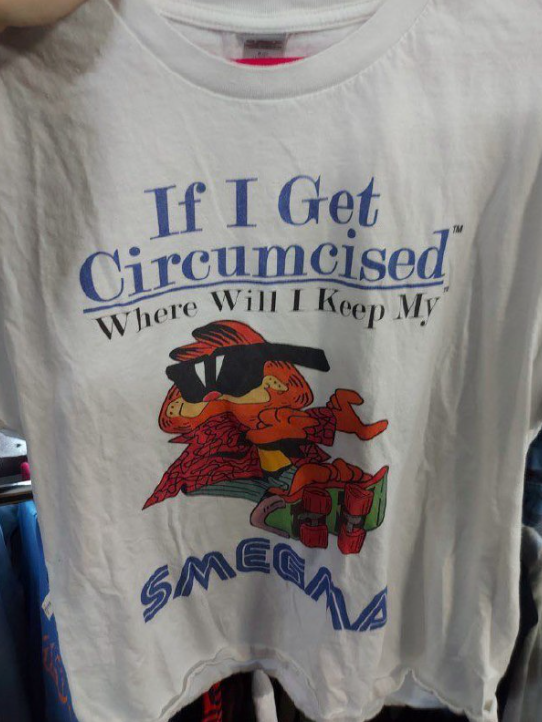 If I Get
Circumcised™
Where Will I Keep My™
SMEGMA